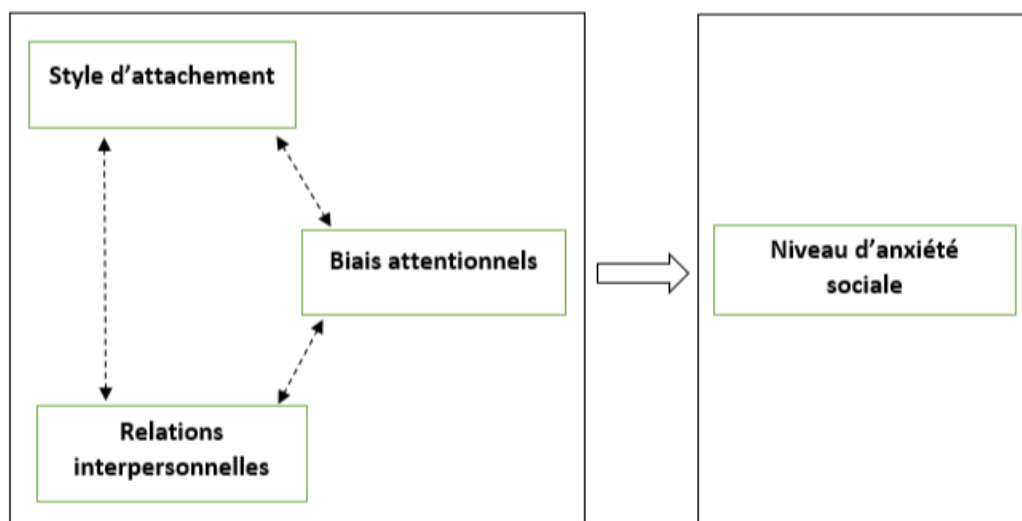 Style d'attachement
Biais attentionnels
Relations
interpersonnelles
Niveau d'anxiété
sociale